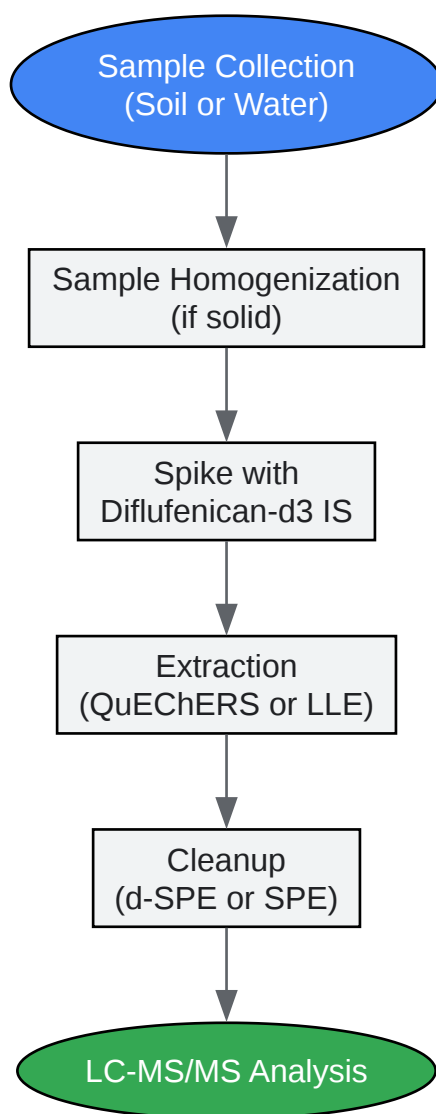 Sample Collection
(Soil or Water)
Sample Homogenization
(if solid)
Spike with
Diflufenican-d3 IS
Extraction
(QuEChERS or LLE)
Cleanup
(d-SPE or SPE)
LC-MS/MS Analysis